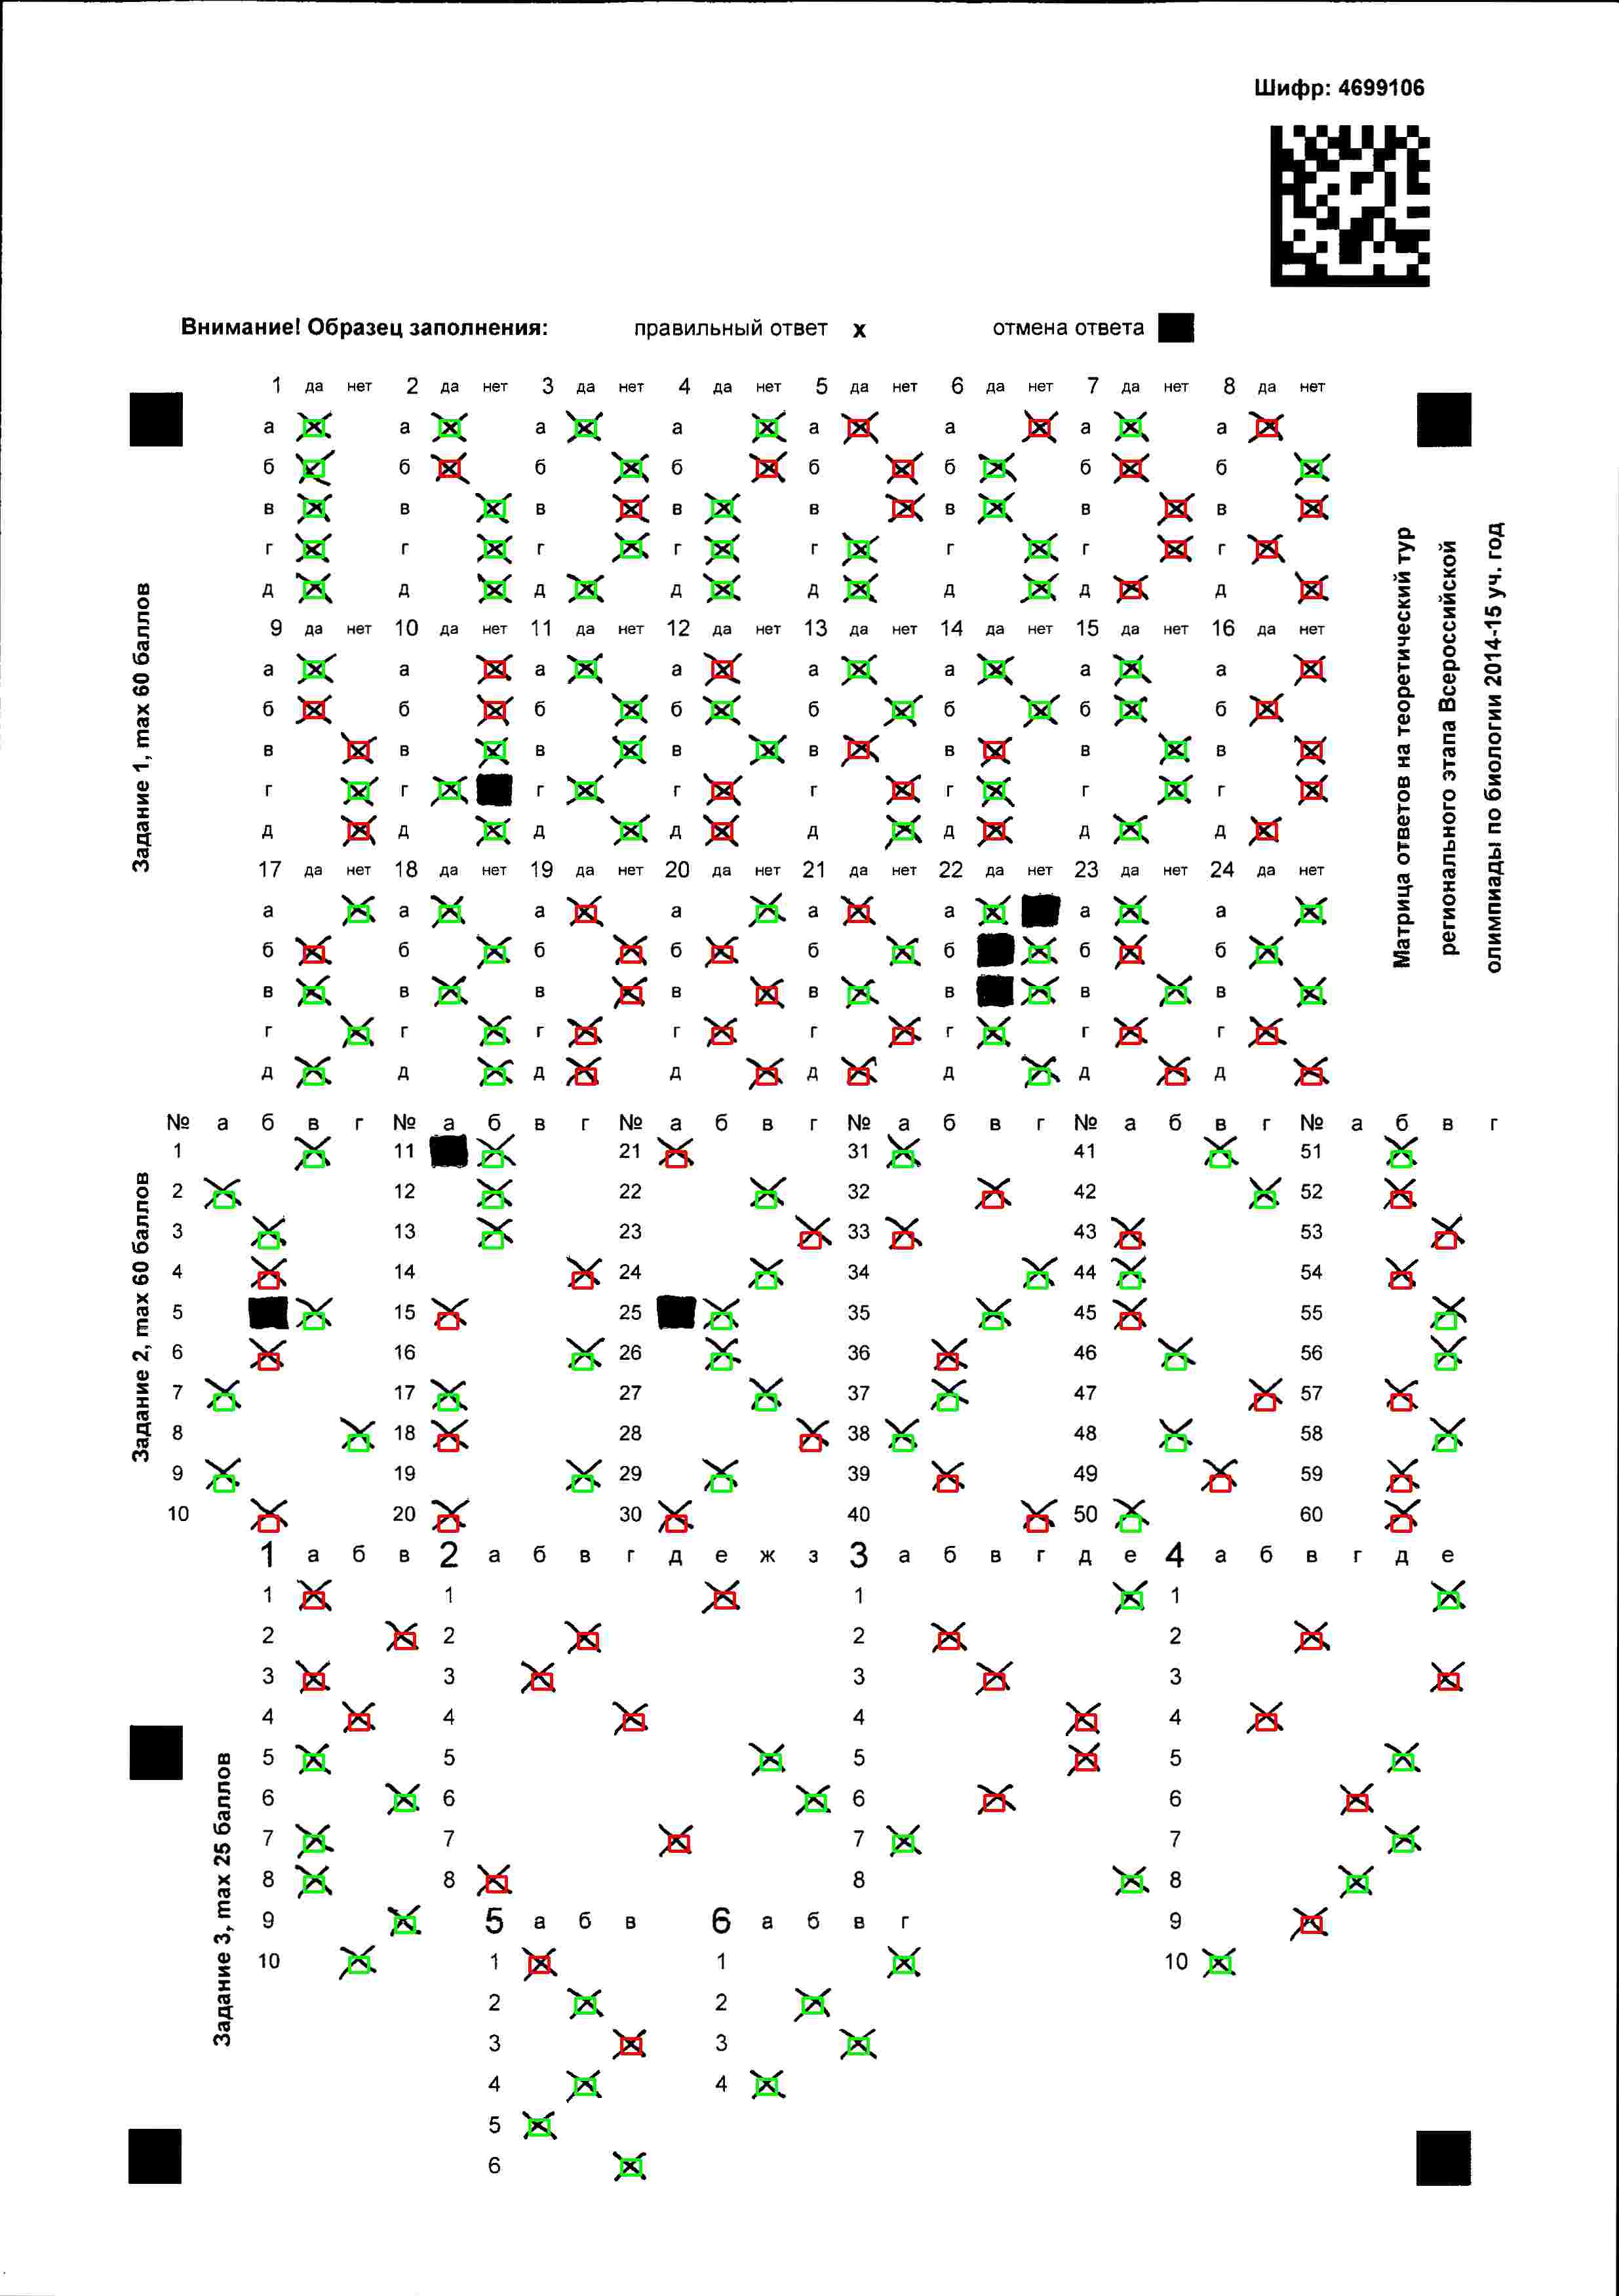 Шифр: 4699106
Внимание! Образец заполнения: правильный ответ х отмена ответа
1 да нет 2 да нет 3 да нет 4 да нет 5 да нет 6 да нет 7 да нет 8 да нет
а а а а а а а а
б б б б б б б б
в в в в в в в в
г г г г г г г г
д д д д д д д д
9 да нет 10 да нет 11 да нет 12 да нет 13 да нет 14 да нет 15 да нет 16 да нет
а а а а а а а а
б б б б б б б б
в в в в в в в в
г г г г г г г г
д д д д д д д д
17 да нет 18 да нет 19 да нет 20 да нет 21 да нет 22 да нет 23 да нет 24 да нет
а а а а а а а а
б б б б б б б б
в в в в в в в в
г г г г г г г г
д д д д д д д д
Задание 1, max 60 баллов
Матрица ответов на теоретический тур
регионального этапа Всероссийской
олимпиады по биологии 2014-15 уч. год
№ а б в г № а б в г № а б в г № а б в г № а б в г № а б в г
1 11 21 31 41 51
2 12 22 32 42 52
3 13 23 33 43 53
4 14 24 34 44 54
5 15 25 35 45 55
6 16 26 36 46 56
7 17 27 37 47 57
8 18 28 38 48 58
9 19 29 39 49 59
10 20 30 40 50 60
Задание 2, max 60 баллов
1 а б в 2 а б в г д е ж з 3 а б в г д е 4 а б в г д е
1 1 1 1
2 2 2 2
3 3 3 3
4 4 4 4
5 5 5 5
6 6 6 6
7 7 7 7
8 8 8 8
9 5 а б в 6 а б в г 9
10 1 1 10
2 2
3 3
4 4
5
6
Задание 3, max 25 баллов